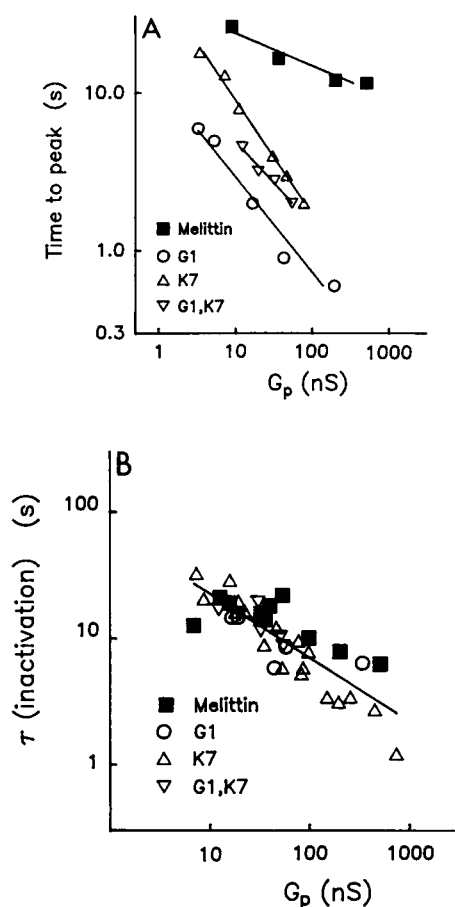 A
Time to peak (s)
10.0
1.0
0.3
Melittin
G1
K7
G1,K7
1
10
100
1000
Gp (nS)
B
τ (inactivation) (s)
100
10
1
Melittin
G1
K7
G1,K7
10
100
1000
Gp (nS)